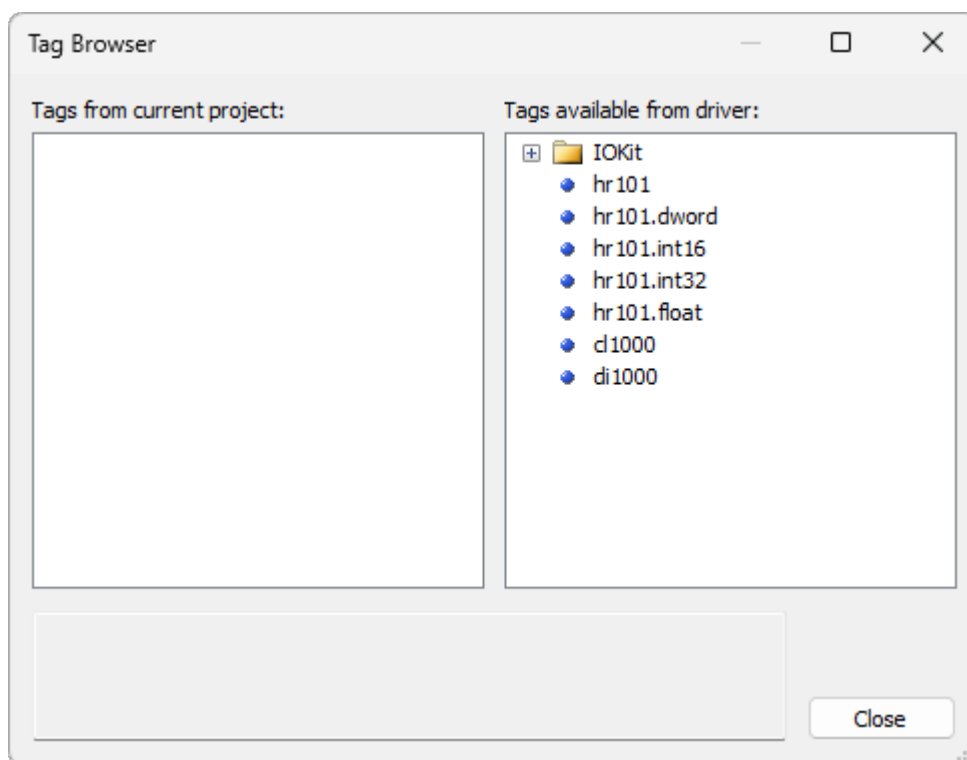 Tag Browser
Tags from current project:
Tags available from driver:
IOKit
hr101
hr101.dword
hr101.int16
hr101.int32
hr101.float
cl1000
di1000
Close